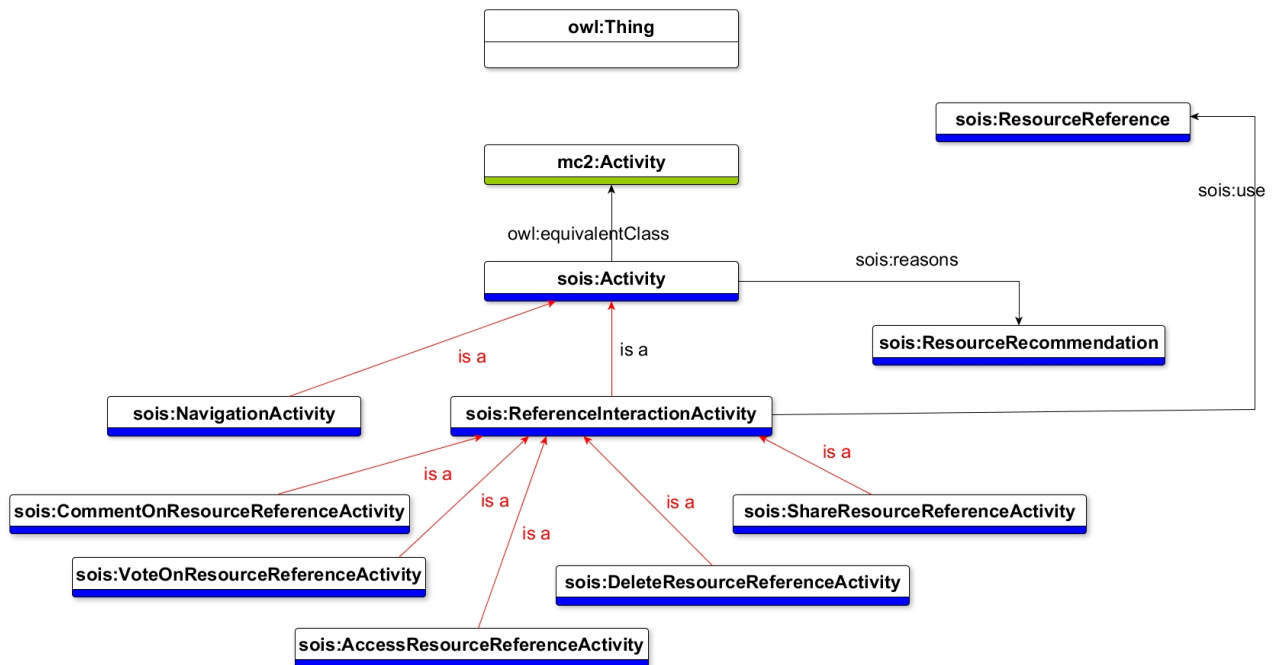 owl:Thing
sois:ResourceReference
mc2:Activity
sois:use
owl:equivalentClass
sois:reasons
sois:Activity
sois:ResourceRecommendation
is a
is a
sois:NavigationActivity
sois:ReferenceInteractionActivity
is a
is a
is a
is a
is a
sois:CommentOnResourceReferenceActivity
sois:ShareResourceReferenceActivity
sois:VoteOnResourceReferenceActivity
sois:DeleteResourceReferenceActivity
sois:AccessResourceReferenceActivity